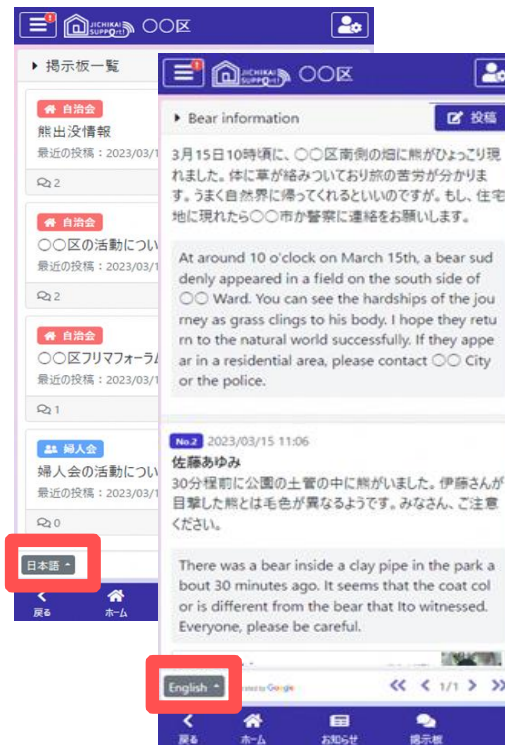 JICHIKAI
SUPPORT!
〇〇区
掲示板一覧
自治会
熊出没情報
最近の投稿：2023/03/1
2
自治会
〇〇区の活動につい
最近の投稿：2023/03/1
2
自治会
〇〇区フリマフォーラム
最近の投稿：2023/03/1
1
婦人会
婦人会の活動につい
最近の投稿：2023/03/1
0
日本語
戻る
ホーム
JICHIKAI
SUPPORT!
〇〇区
Bear information
投稿
3月15日10時頃に、〇〇区南側の畑に熊がひょっこり現
れました。体に草が絡みついており旅の苦労が分かりま
す。うまく自然界に帰ってくれるといいのですが。もし、住宅
地に現れたら〇〇市か警察に連絡をお願いします。
At around 10 o'clock on March 15th, a bear sud
denly appeared in a field on the south side of
〇〇 Ward. You can see the hardships of the jou
rney as grass clings to his body. I hope they retu
rn to the natural world successfully. If they appe
ar in a residential area, please contact 〇〇 City
or the police.
No.2 2023/03/15 11:06
佐藤あゆみ
30分程前に公園の土管の中に熊がいました。伊藤さんが
目撃した熊とは毛色が異なるようです。みなさん、ご注意
ください。
There was a bear inside a clay pipe in the park a
bout 30 minutes ago. It seems that the coat col
or is different from the bear that Ito witnessed.
Everyone, please be careful.
English
Google
1/1
戻る
ホーム
お知らせ
掲示板